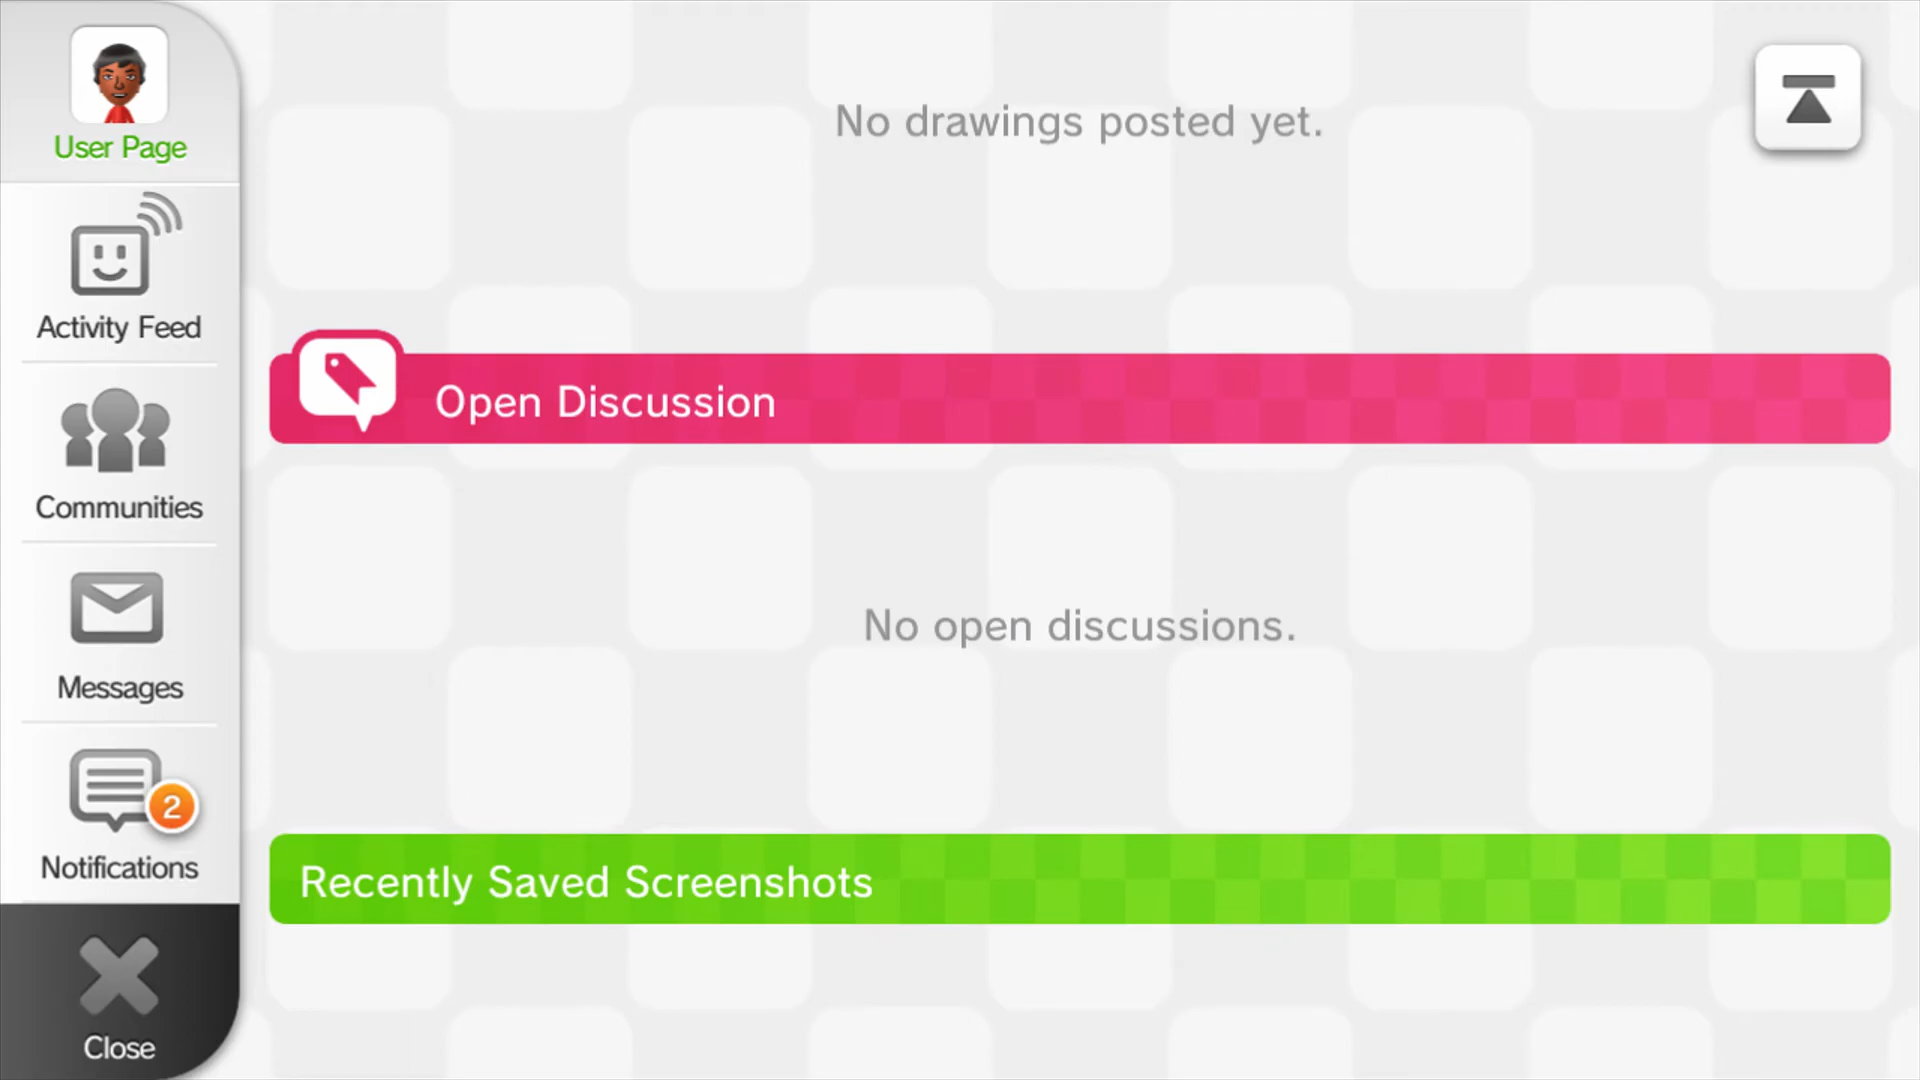 User Page
Activity Feed
Communities
Messages
2
Notifications
Close
No drawings posted yet.
Open Discussion
No open discussions.
Recently Saved Screenshots